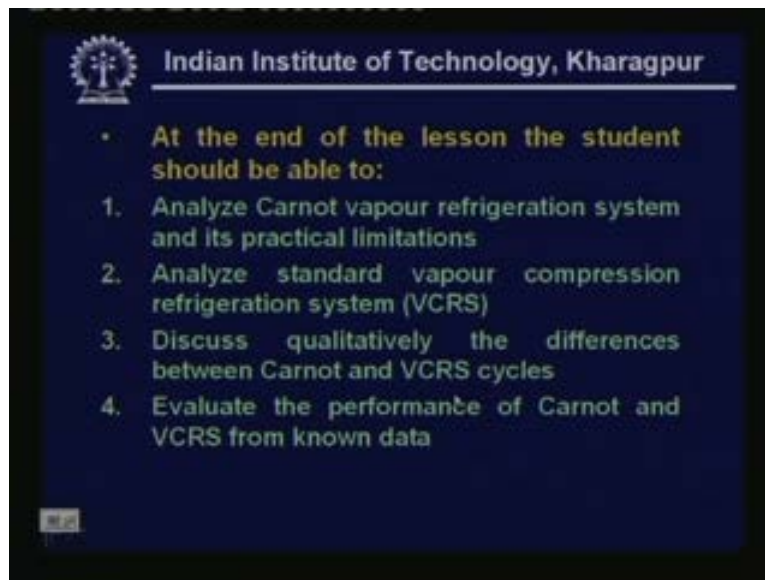 Indian Institute of Technology, Kharagpur
• At the end of the lesson the student
should be able to:
1. Analyze Carnot vapour refrigeration system
and its practical limitations
2. Analyze standard vapour compression
refrigeration system (VCRS)
3. Discuss qualitatively the differences
between Carnot and VCRS cycles
4. Evaluate the performance of Carnot and
VCRS from known data